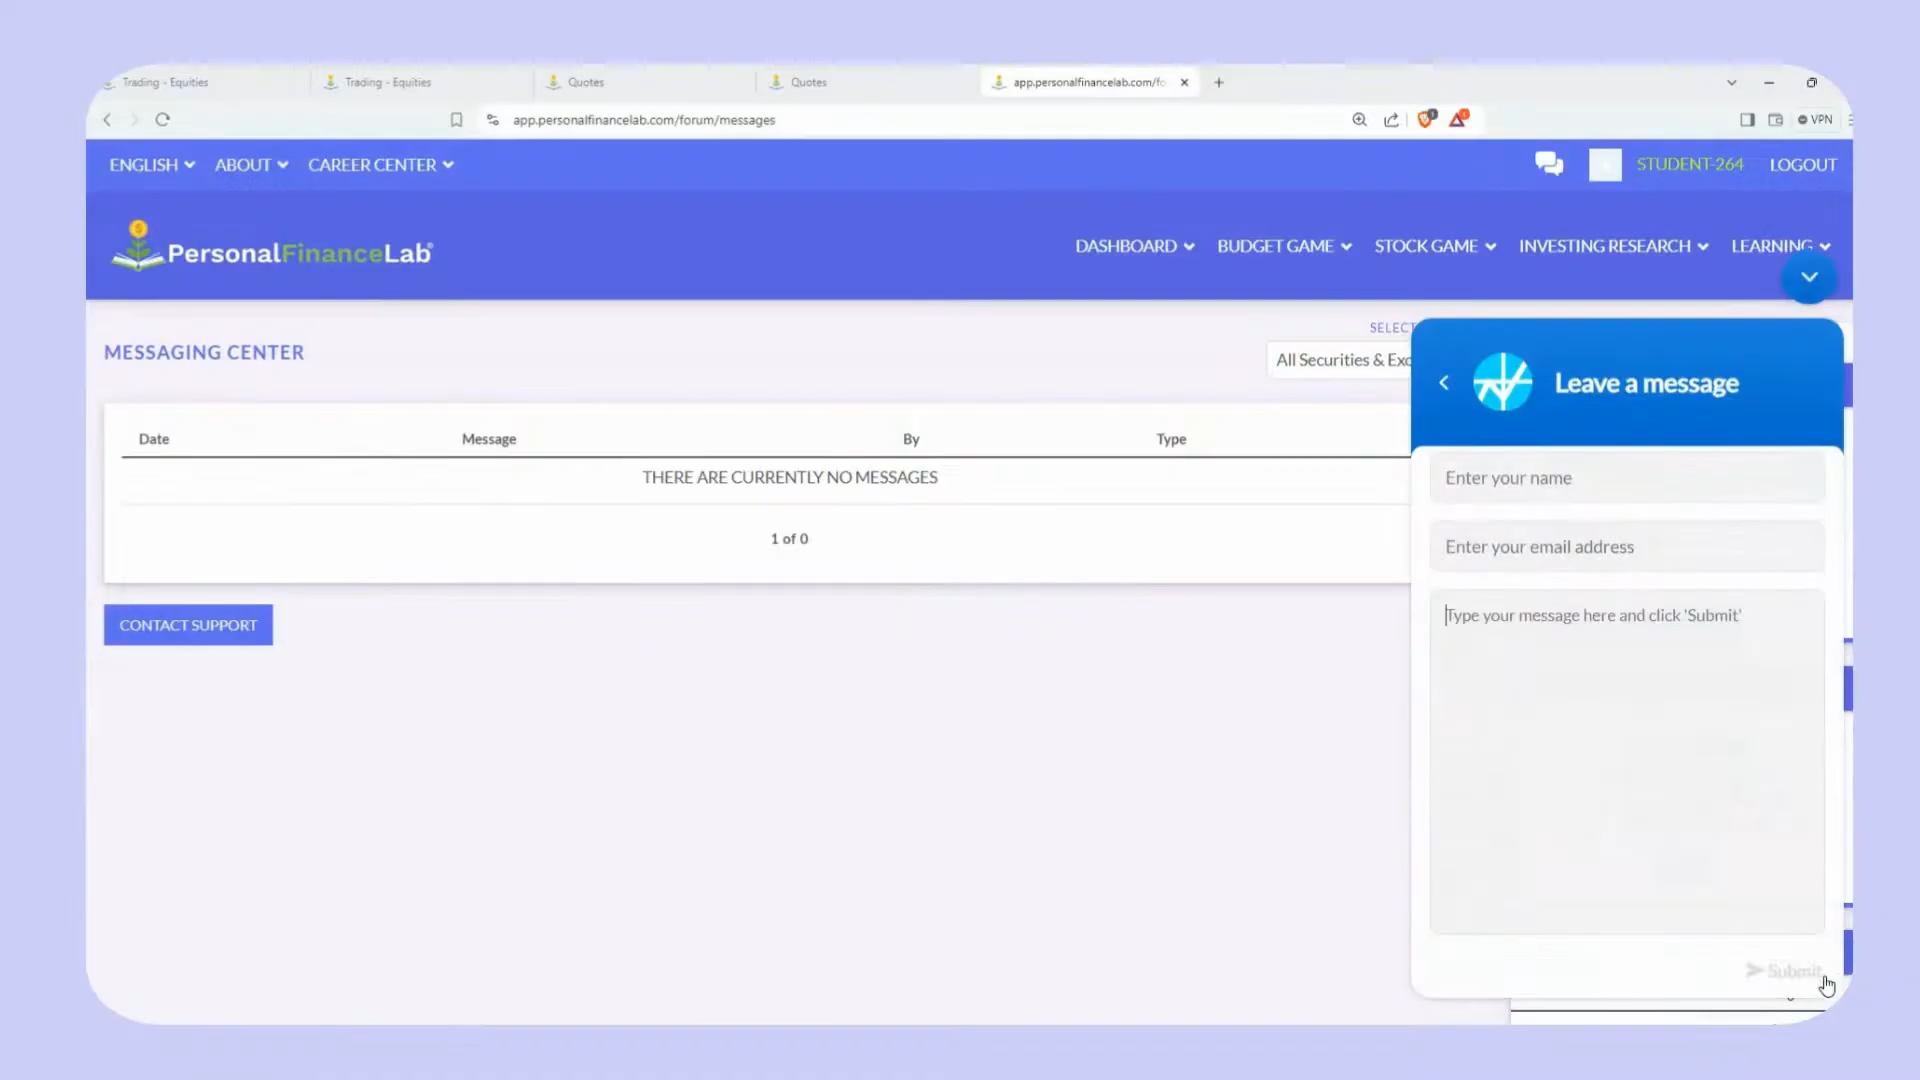 Trading - Equities
Trading - Equities
Quotes
Quotes
app.personalfinancelab.com/fo
app.personalfinancelab.com/forum/messages
VPN
ENGLISH ABOUT CAREER CENTER
STUDENT-264 LOGOUT
PersonalFinanceLab®
DASHBOARD BUDGET GAME STOCK GAME INVESTING RESEARCH LEARNING
MESSAGING CENTER
SELECT
All Securities & Exc
Date Message By Type
THERE ARE CURRENTLY NO MESSAGES
1 of 0
CONTACT SUPPORT
Leave a message
Enter your name
Enter your email address
Type your message here and click 'Submit'
Submit